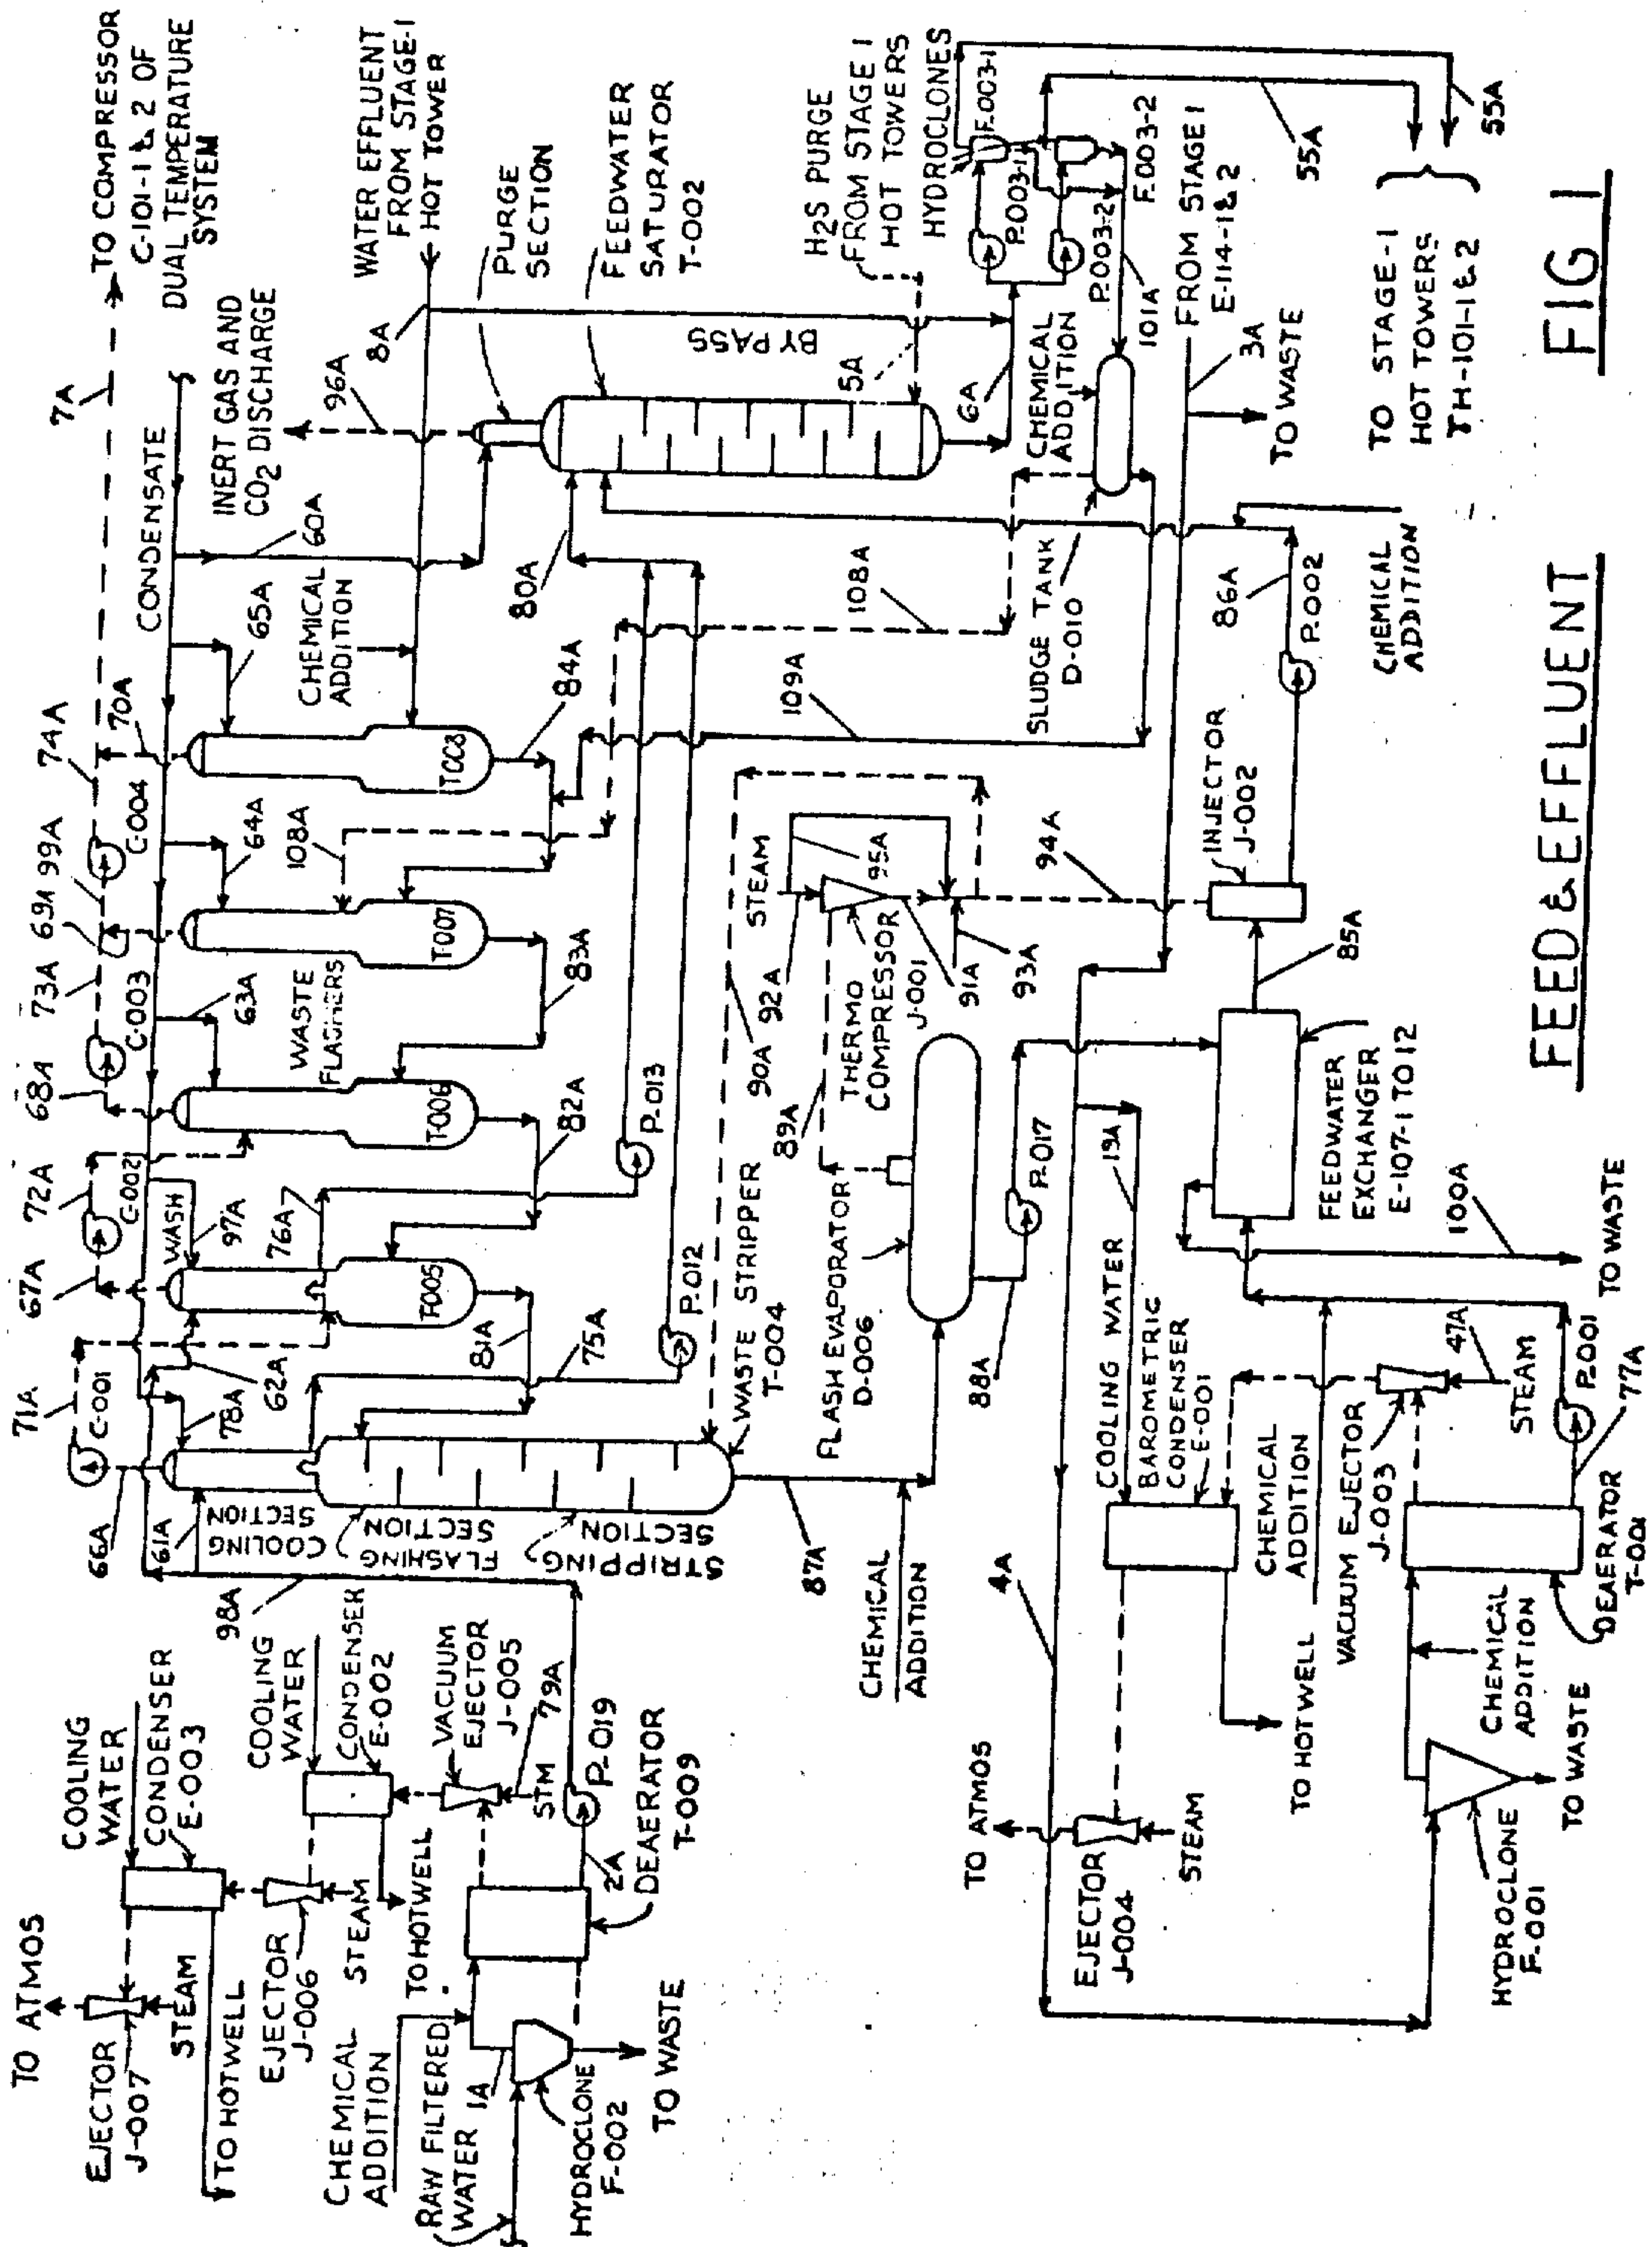 TO COMPRESSOR
C-1101-1 & 2 OF
DUAL TEMPERATURE
SYSTEM
7A
CONDENSATE
INERT GAS AND
CO2 DISCHARGE
60A
65A
96A
8A
WATER EFFLUENT
FROM STAGE-1
HOT TOWER
PURGE
SECTION
FEEDWATER
SATURATOR
T-002
BYPASS
5A
H2S PURGE
FROM STAGE 1
HOT TOWERS
HYDROCLONES
F.003-1
P.003-1
P.003-2
F.003-2
6A
101A
55A
55A
CHEMICAL
ADDITION
FROM STAGE 1
E-114-1&2
3A
TO WASTE
TO STAGE-1
HOT TOWERS
TH-101-1 & 2
FIG 1
74A
70A
C-004
99A
69A
73A
C-003
68A
72A
C-002
67A
71A
C-001
66A
61A
CHEMICAL
ADDITION
84A
80A
108A
109A
SLUDGE TANK
D-010
86A
P.002
CHEMICAL
ADDITION
T008
64A
108A
T-007
63A
WASTE
FLASHERS
83A
T-006
82A
P-013
WASH
97A
76A
T-005
81A
62A
78A
75A
P.012
WASTE STRIPPER
T-004
COOLING
SECTION
FLASHING
SECTION
STRIPPING
SECTION
STEAM
92A
90A
95A
89A
THERMO
COMPRESSOR
J-001
91A
93A
94A
INJECTOR
J-002
85A
FLASH EVAPORATOR
D-006
P-017
88A
87A
CHEMICAL
ADDITION
19A
FEEDWATER
EXCHANGER
E-107-1 TO 12
100A
TO WASTE
FEED & EFFLUENT
COOLING WATER
BAROMETRIC
CONDENSER
E-001
4A
CHEMICAL
ADDITION
TO HOTWELL
VACUUM EJECTOR
J-003
47A
STEAM
P.001
77A
DEAERATOR
T-001
CHEMICAL
ADDITION
TO WASTE
HYDROCLONE
F-001
TO ATMOS
EJECTOR
J-004
STEAM
98A
COOLING
WATER
CONDENSER
E-003
COOLING
WATER
CONDENSER
E-002
VACUUM
EJECTOR
J-005
79A
STM
P-019
2A
DEAERATOR
T-009
TO ATMOS
EJECTOR
J-007
STEAM
TO HOTWELL
EJECTOR
J-006
STEAM
TO HOTWELL
CHEMICAL
ADDITION
RAW FILTERED
WATER
1A
HYDROCLONE
F-002
TO WASTE